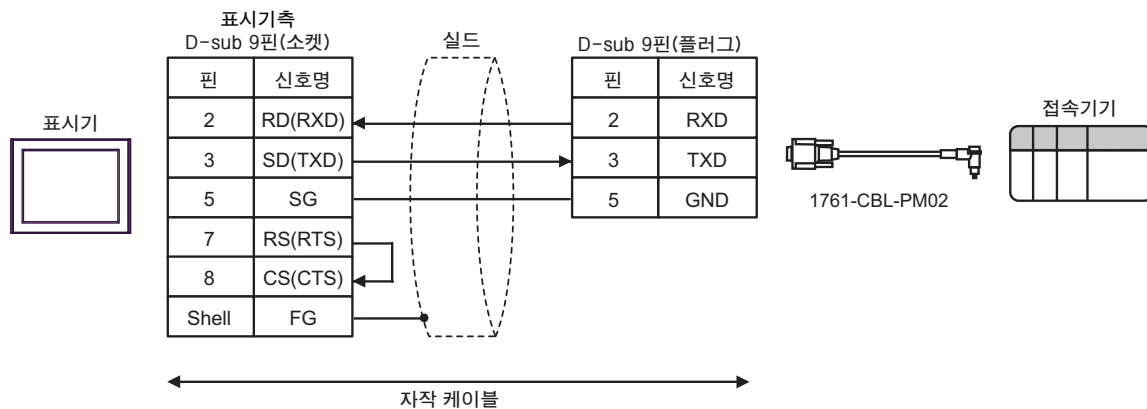 표시기측
D-sub 9핀(소켓)
실드
D-sub 9핀(플러그)
핀 신호명
핀 신호명
표시기
접속기기
2 RD(RXD)
2 RXD
3 SD(TXD)
3 TXD
5 SG
5 GND
1761-CBL-PM02
7 RS(RTS)
8 CS(CTS)
Shell FG
자작 케이블